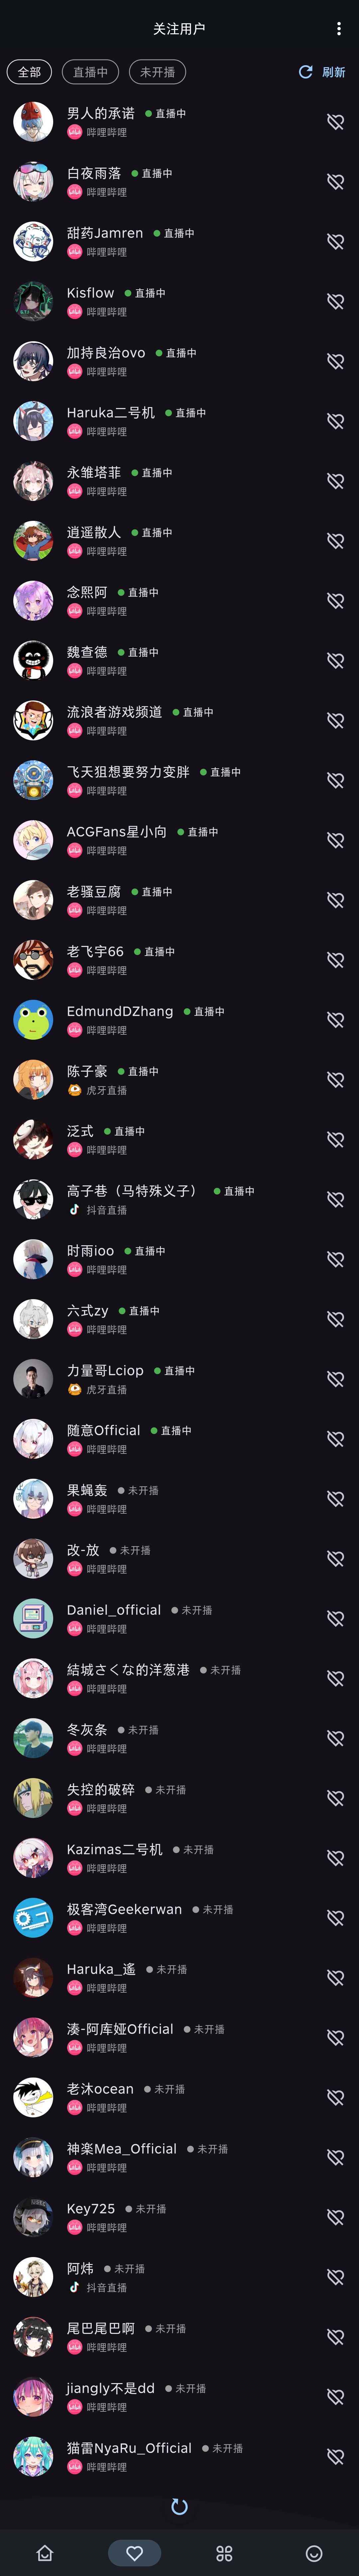 关注用户
全部 直播中 未开播 刷新
男人的承诺 直播中
哔哩哔哩
白夜雨落 直播中
哔哩哔哩
甜药Jamren 直播中
哔哩哔哩
Kisflow 直播中
哔哩哔哩
加持良治ovo 直播中
哔哩哔哩
Haruka二号机 直播中
哔哩哔哩
永雏塔菲 直播中
哔哩哔哩
逍遥散人 直播中
哔哩哔哩
念熙阿 直播中
哔哩哔哩
魏查德 直播中
哔哩哔哩
流浪者游戏频道 直播中
哔哩哔哩
飞天狙想要努力变胖 直播中
哔哩哔哩
ACGFans星小向 直播中
哔哩哔哩
老骚豆腐 直播中
哔哩哔哩
老飞宇66 直播中
哔哩哔哩
EdmundDZhang 直播中
哔哩哔哩
陈子豪 直播中
虎牙直播
泛式 直播中
哔哩哔哩
高子巷（马特殊义子） 直播中
抖音直播
时雨ioo 直播中
哔哩哔哩
六式zy 直播中
哔哩哔哩
力量哥Lciop 直播中
虎牙直播
随意Official 直播中
哔哩哔哩
果蝇轰 未开播
哔哩哔哩
改-放 未开播
哔哩哔哩
Daniel_official 未开播
哔哩哔哩
結城さくな的洋葱港 未开播
哔哩哔哩
冬灰条 未开播
哔哩哔哩
失控的破碎 未开播
哔哩哔哩
Kazimas二号机 未开播
哔哩哔哩
极客湾Geekerwan 未开播
哔哩哔哩
Haruka_遙 未开播
哔哩哔哩
湊-阿库娅Official 未开播
哔哩哔哩
老沐ocean 未开播
哔哩哔哩
神楽Mea_Official 未开播
哔哩哔哩
Key725 未开播
哔哩哔哩
阿炜 未开播
抖音直播
尾巴尾巴啊 未开播
哔哩哔哩
jiangly不是dd 未开播
哔哩哔哩
猫雷NyaRu_Official 未开播
哔哩哔哩